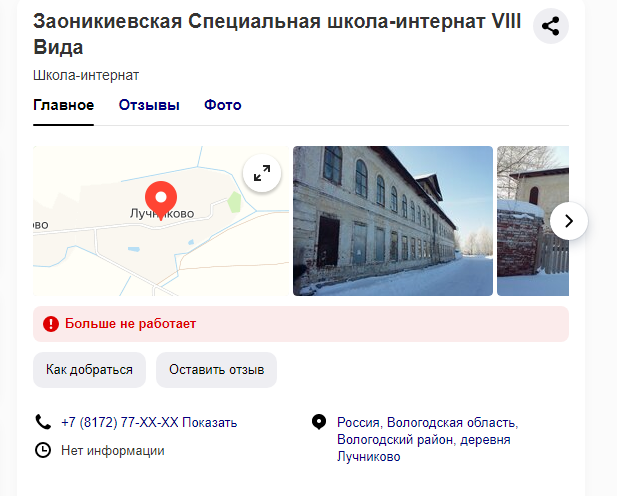 Заоникиевская Специальная школа-интернат VIII
Вида
Школа-интернат
Главное
Отзывы
Фото
Лучниково
ово
Больше не работает
Как добраться
Оставить отзыв
+7 (8172) 77-XX-XX Показать
Нет информации
Россия, Вологодская область,
Вологодский район, деревня
Лучниково